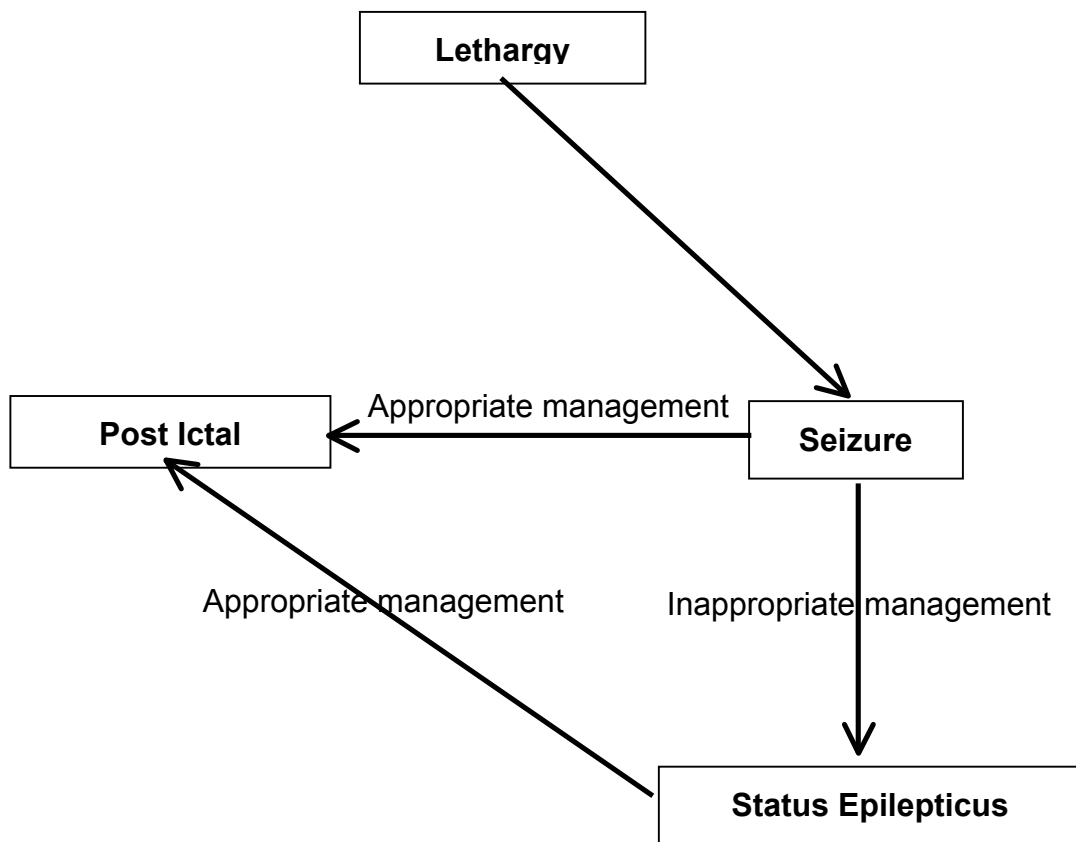 Lethargy
Appropriate management
Post Ictal
Seizure
Appropriate management
Inappropriate management
Status Epilepticus